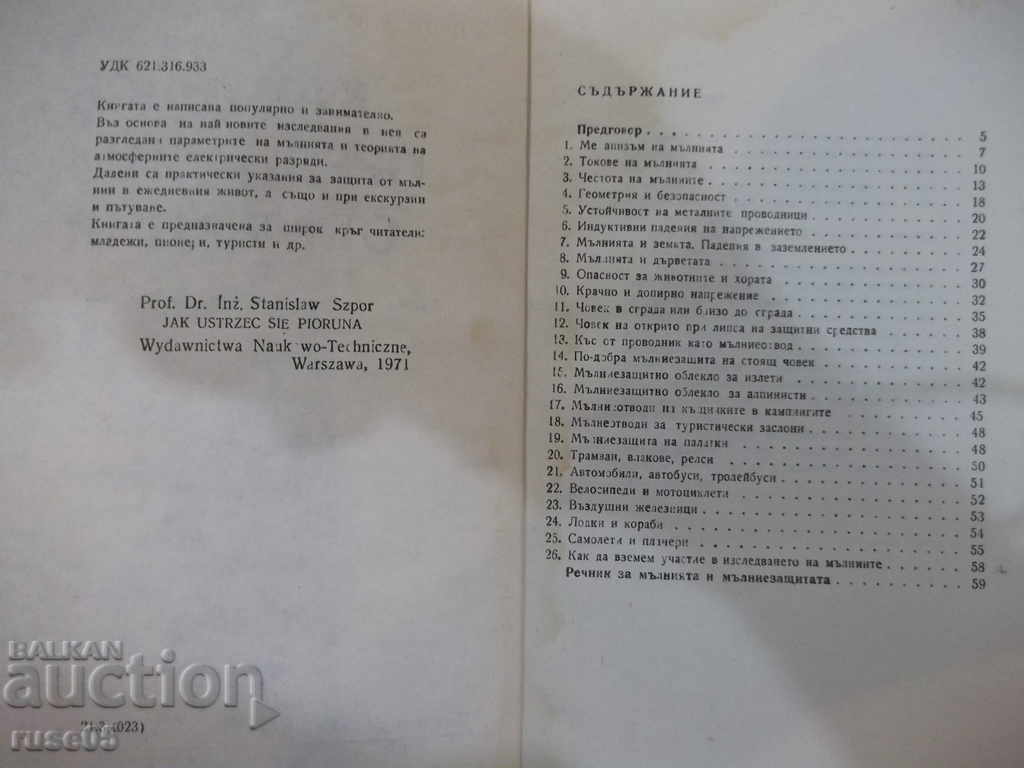 УДК 621.316.933
Книгата е написана популярно и занимателно.
Въз основа на най новите изследвания в нея са
разгледани параметрите на мълнията и теорията на
атмосферните електрически разряди.
Дадени са практически указания за защита от мъл-
нии в ежедневния живот, а също и при екскурзии
и пътуване.
Книгата е предназначена за широк кръг читатели:
младежи, пионери, туристи и др.
Prof. Dr. Inż. Stanislaw Szpor
JAK USTRZEC SIĘ PIORUNA
Wydawnictwa Naukowo-Techniczne,
Warszawa, 1971
21.3.(023)
СЪДЪРЖАНИЕ
Предговор 5
1. Механизъм на мълнията 7
2. Токове на мълнията 10
3. Честота на мълниите 13
4. Геометрия и безопасност 18
5. Устойчивост на металните проводници 20
6. Индуктивни падения на напрежението 22
7. Мълнията и земята. Падения в заземлението 24
8. Мълнията и дърветата 27
9. Опасност за животните и хората 30
10. Крачно и допирно напрежение 32
11. Човек в сграда или близо до сграда 35
12. Човек на открито при липса на защитни средства 38
13. Къс от проводник като мълниеотвод 39
14. По-добра мълниезащита на стоящ човек 42
15. Мълниезащитно облекло за излети 42
16. Мълниезащитно облекло за алпинисти 43
17. Мълниеотводи на къщичките в кампингите 45
18. Мълнеотводи за туристически заслони 48
19. Мълниезащита на палатки 48
20. Трамваи, влакове, релси 50
21. Автомобили, автобуси, тролейбуси 51
22. Велосипеди и мотоциклети 52
23. Въздушни железници 53
24. Лодки и кораби 54
25. Самолети и планери 55
26. Как да вземем участие в изследването на мълниите 58
Речник за мълнията и мълниезащитата 59
BALKAN
auction
ruse05